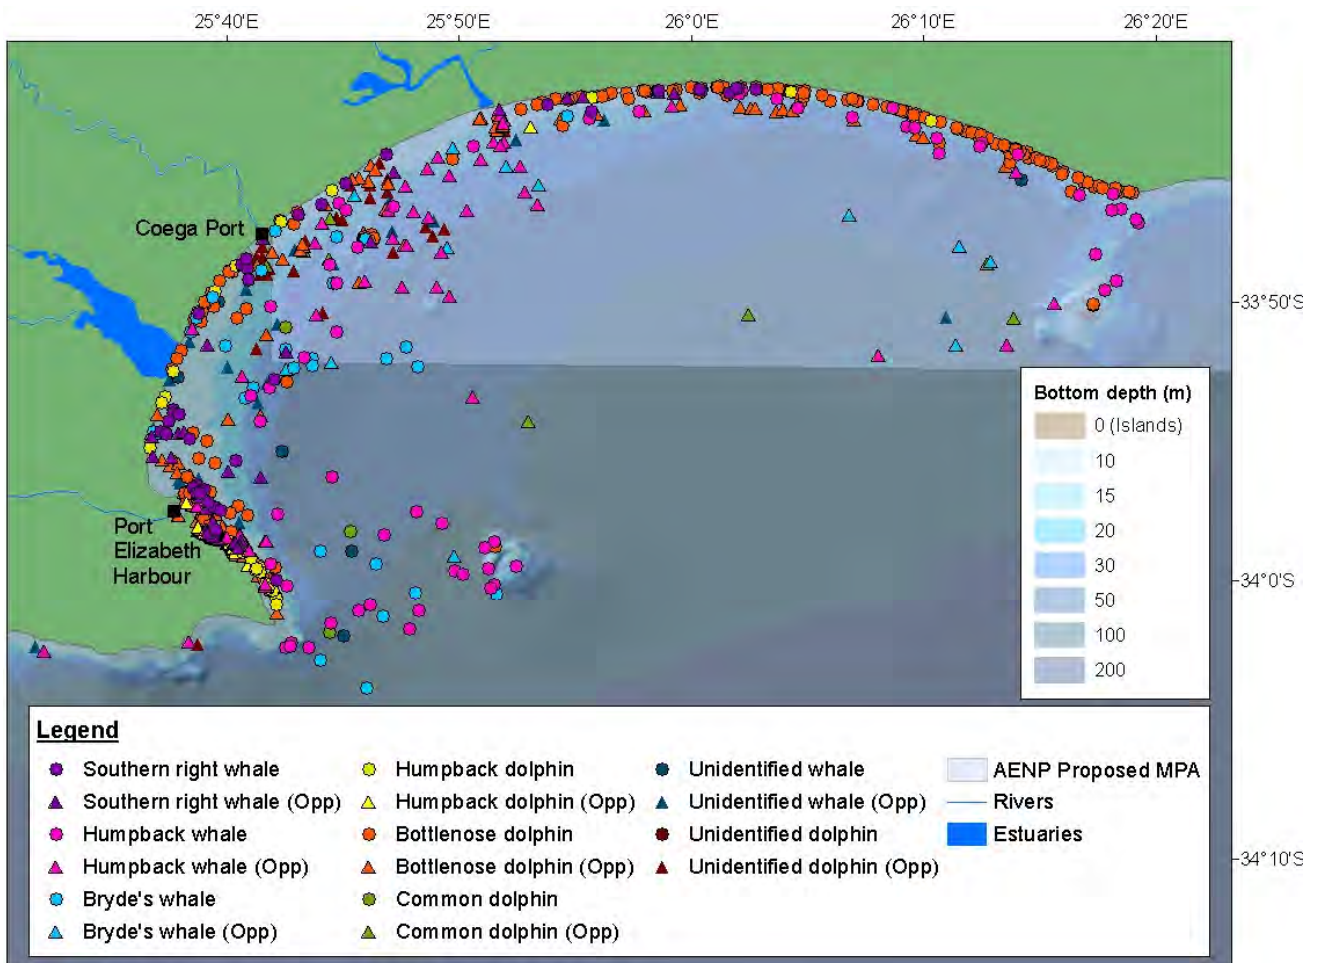 25°40'E 25°50'E 26°0'E 26°10'E 26°20'E
Coega Port
33°50'S
Bottom depth (m)
0 (Islands)
10
15
20
30
50
100
200
Port
Elizabeth
Harbour
34°0'S
34°10'S
Legend
Southern right whale
Southern right whale (Opp)
Humpback whale
Humpback whale (Opp)
Bryde's whale
Bryde's whale (Opp)
Humpback dolphin
Humpback dolphin (Opp)
Bottlenose dolphin
Bottlenose dolphin (Opp)
Common dolphin
Common dolphin (Opp)
Unidentified whale
Unidentified whale (Opp)
Unidentified dolphin
Unidentified dolphin (Opp)
AENP Proposed MPA
Rivers
Estuaries